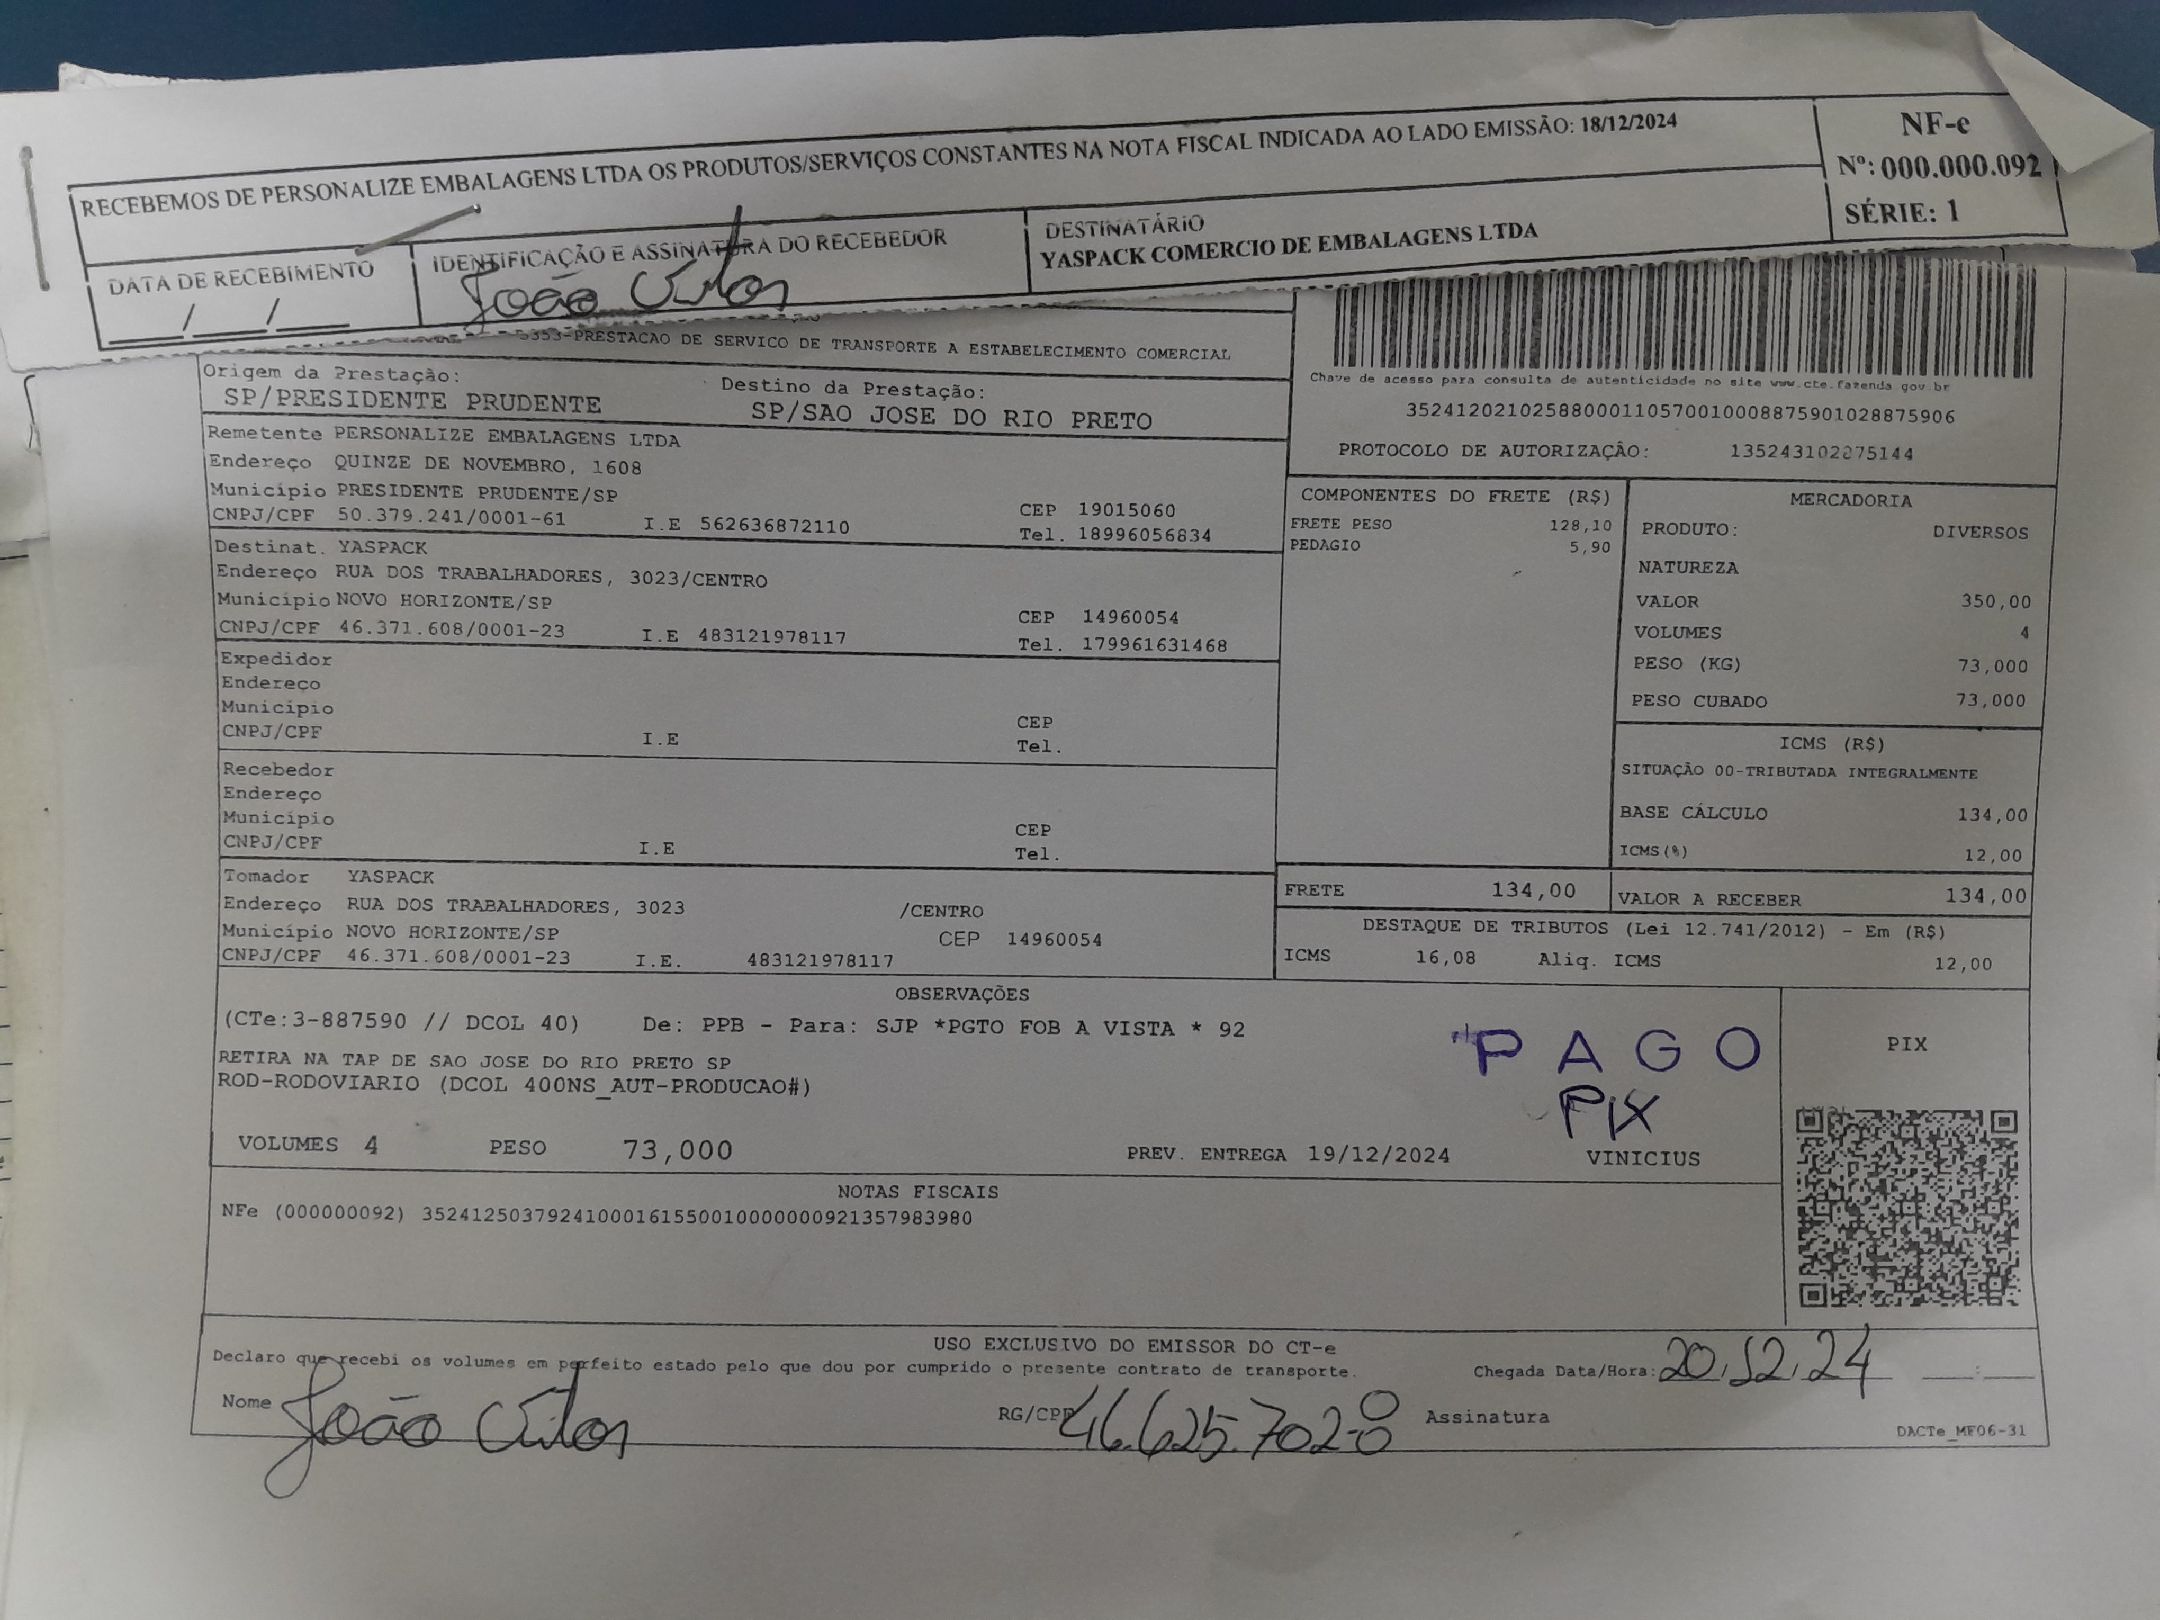 RECEBEMOS DE PERSONALIZE EMBALAGENS LTDA OS PRODUTOS/SERVIÇOS CONSTANTES NA NOTA FISCAL INDICADA AO LADO EMISSÃO: 18/12/2024
NF-e
Nº: 000.000.092
SÉRIE: 1
DATA DE RECEBIMENTO
___/___/___
IDENTIFICAÇÃO E ASSINATURA DO RECEBEDOR
João Vitor
DESTINATÁRIO
YASPACK COMERCIO DE EMBALAGENS LTDA
5353-PRESTACAO DE SERVICO DE TRANSPORTE A ESTABELECIMENTO COMERCIAL
Origem da Prestação:
SP/PRESIDENTE PRUDENTE
Destino da Prestação:
SP/SAO JOSE DO RIO PRETO
Chave de acesso para consulta de autenticidade no site www.cte.fazenda gov.br
35241202102588000110570010008875901028875906
PROTOCOLO DE AUTORIZAÇÃO: 135243102275144
Remetente PERSONALIZE EMBALAGENS LTDA
Endereço QUINZE DE NOVEMBRO, 1608
Município PRESIDENTE PRUDENTE/SP CEP 19015060
CNPJ/CPF 50.379.241/0001-61 I.E 562636872110 Tel. 18996056834
Destinat. YASPACK
Endereço RUA DOS TRABALHADORES, 3023/CENTRO
Município NOVO HORIZONTE/SP CEP 14960054
CNPJ/CPF 46.371.608/0001-23 I.E 483121978117 Tel. 179961631468
Expedidor
Endereço
Município CEP
CNPJ/CPF I.E Tel.
Recebedor
Endereço
Município CEP
CNPJ/CPF I.E Tel.
Tomador YASPACK
Endereço RUA DOS TRABALHADORES, 3023 /CENTRO
Município NOVO HORIZONTE/SP CEP 14960054
CNPJ/CPF 46.371.608/0001-23 I.E. 483121978117
COMPONENTES DO FRETE (R$)
FRETE PESO 128,10
PEDAGIO 5,90
MERCADORIA
PRODUTO: DIVERSOS
NATUREZA
VALOR 350,00
VOLUMES 4
PESO (KG) 73,000
PESO CUBADO 73,000
ICMS (R$)
SITUAÇÃO 00-TRIBUTADA INTEGRALMENTE
BASE CÁLCULO 134,00
ICMS(%) 12,00
FRETE 134,00
VALOR A RECEBER 134,00
DESTAQUE DE TRIBUTOS (Lei 12.741/2012) - Em (R$)
ICMS 16,08 Aliq. ICMS 12,00
OBSERVAÇÕES
(CTe:3-887590 // DCOL 40) De: PPB - Para: SJP *PGTO FOB A VISTA * 92
RETIRA NA TAP DE SAO JOSE DO RIO PRETO SP
ROD-RODOVIARIO (DCOL 400NS_AUT-PRODUCAO#)
PAGO
PIX
PIX
VOLUMES 4 PESO 73,000 PREV. ENTREGA 19/12/2024 VINICIUS
NOTAS FISCAIS
NFe (000000092) 35241250379241000161550010000000921357983980
USO EXCLUSIVO DO EMISSOR DO CT-e
Declaro que recebi os volumes em perfeito estado pelo que dou por cumprido o presente contrato de transporte.
Chegada Data/Hora: 20.12.24 ___:___
Nome João Vitor
RG/CPF 46.625.702-8
Assinatura
DACTe_MF06-31